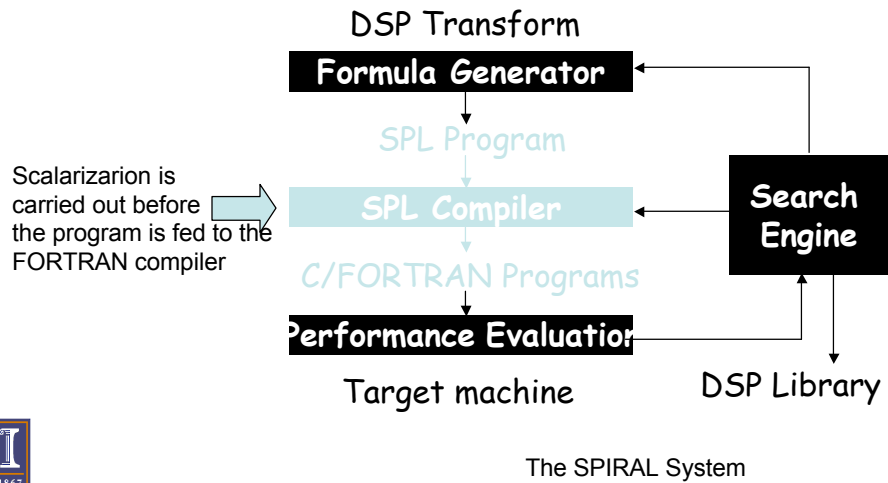 DSP Transform
Formula Generator
SPL Program
Scalarizarion is
carried out before
the program is fed to the
FORTRAN compiler
SPL Compiler
Search
Engine
C/FORTRAN Programs
Performance Evaluation
Target machine
DSP Library
The SPIRAL System